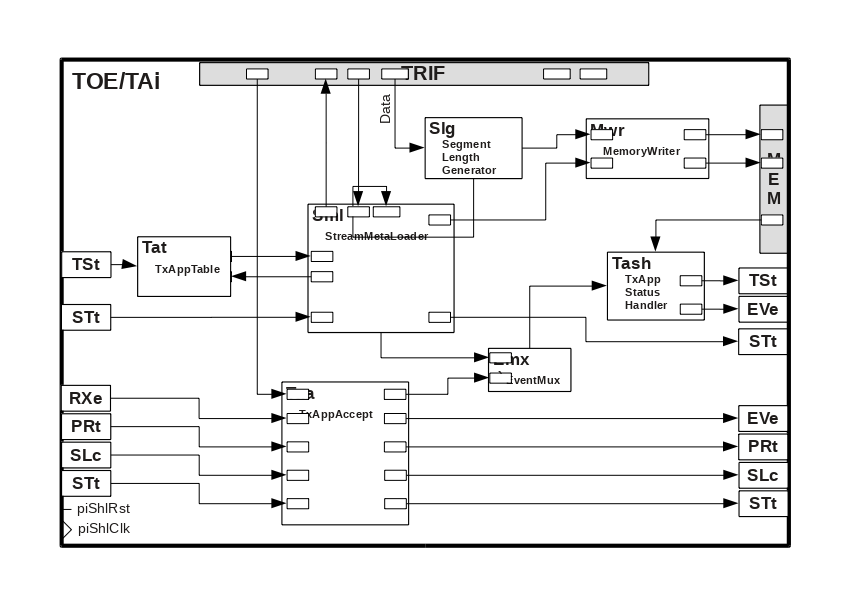 TOE/TAi
TRIF
Data
Slg
Segment
Length
Generator
Mwr
MemoryWriter
M
E
M
Sml
StreamMetaLoader
Tat
TxAppTable
TSt
STt
Tash
TxApp
Status
Handler
TSt
EVe
STt
Emx
EventMux
TxAppAccept
RXe
PRt
SLc
STt
EVe
PRt
SLc
STt
piShlRst
piShlClk